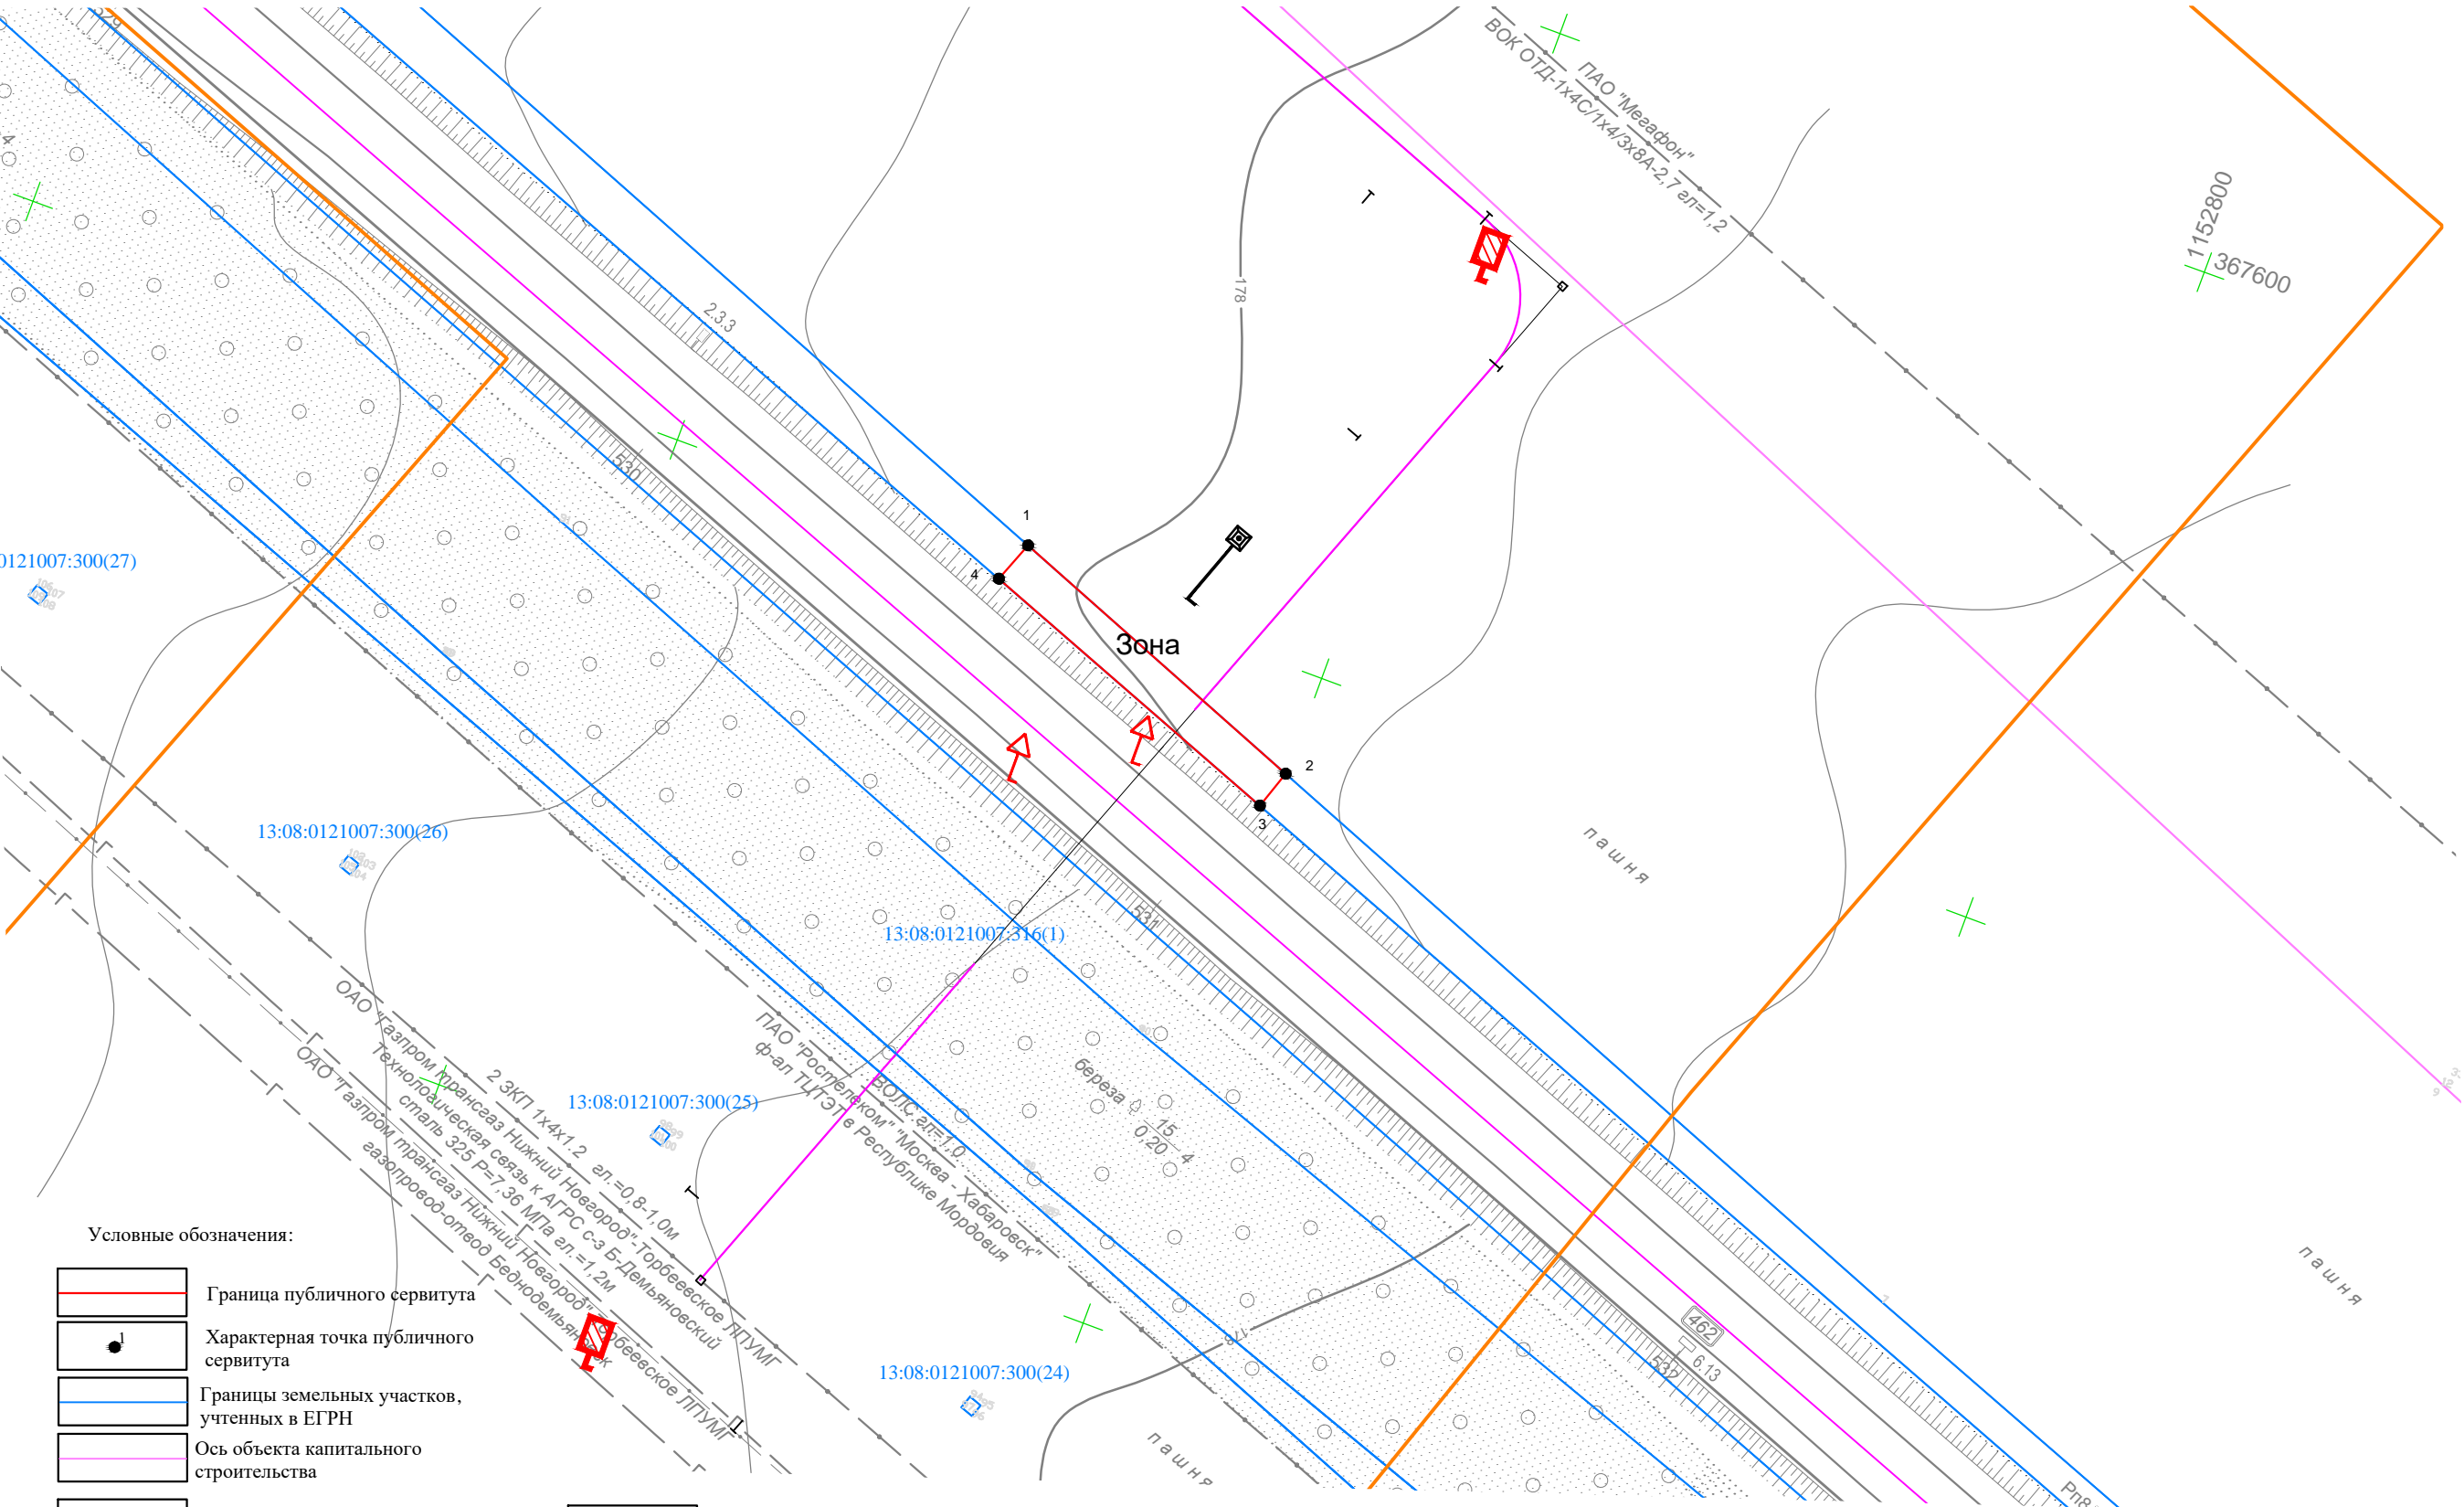 529
4
ВОК ОТД-1х4С/1х4/3х8А-2,7 гл=1,2
ПАО "Мегафон"
1152800
367600
178
2.3.3
530
1
4
Зона
2
3
0121007:300(27)
13:08:0121007:300(26)
13:08:0121007:316(1)
531
пашня
13:08:0121007:300(25)
2 ЗКП 1х4х1.2 гл.=0,8-1,0м
ОАО "Газпром трансгаз Нижний Новгород"-Торбеевское ЛПУМГ
Технологическая связь к АГРС с-з Б-Демьяновский
сталь 325 Р=7,36 МПа гл.=1,2м
ОАО "Газпром трансгаз Нижний Новгород"-Торбеевское ЛПУМГ
газопровод-отвод Беднодемьяновск
ВОЛС гл=1,0
ПАО "Ростелеком" "Москва - Хабаровск"
ф-ал ТЦТЭТ в Республике Мордовия
береза
15
0,20
4
пашня
178
462
6.13
532
13:08:0121007:300(24)
пашня
Рп8
Условные обозначения:
Граница публичного сервитута
1
Характерная точка публичного
сервитута
Границы земельных участков,
учтенных в ЕГРН
Ось объекта капитального
строительства